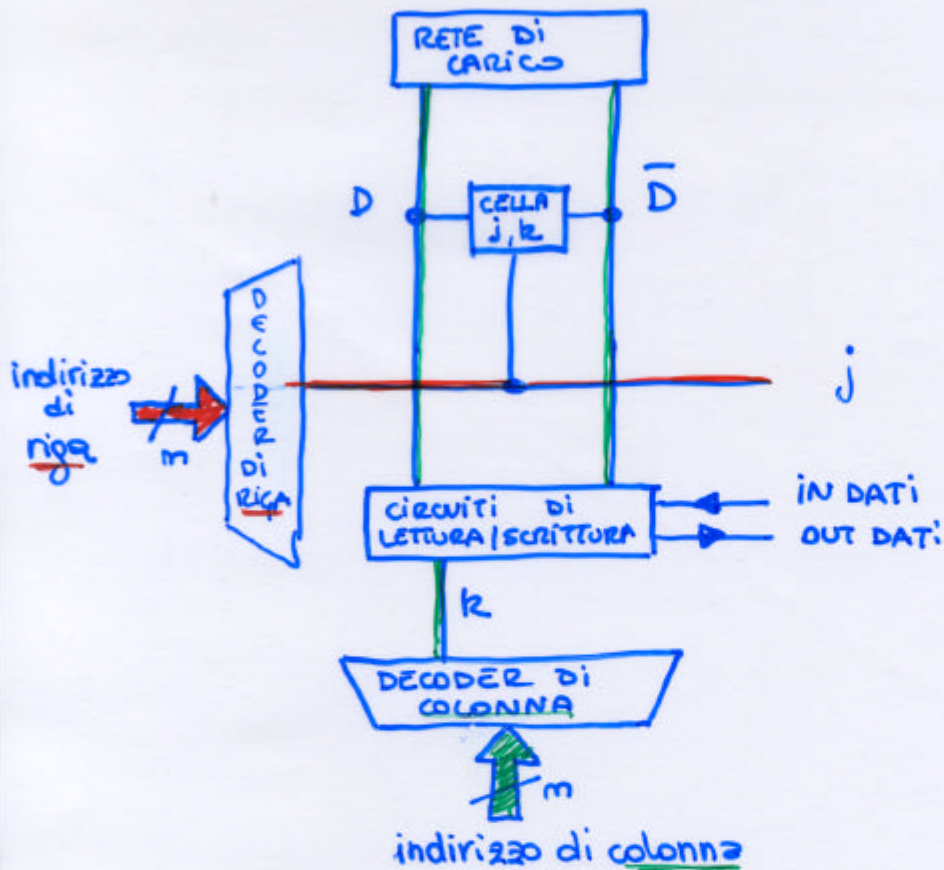 RETE DI
CARICO
D
CELLA
j, k
D̅
DECODER DI RIGA
indirizzo
di
riga
m
j
CIRCUITI DI
LETTURA/SCRITTURA
IN DATI
OUT DATI
k
DECODER DI
COLONNA
m
indirizzo di colonna